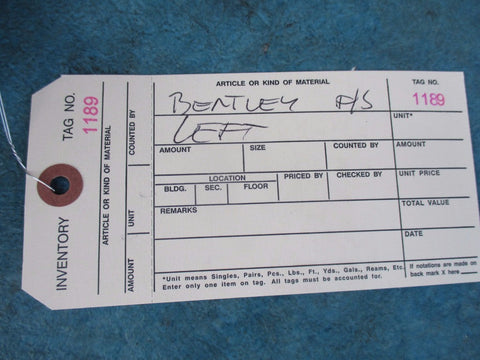 INVENTORY
TAG NO.
1189
ARTICLE OR KIND OF MATERIAL
AMOUNT
UNIT
COUNTED BY
ARTICLE OR KIND OF MATERIAL
TAG NO.
BENTLEY P/S
1189
LEFT
UNIT*
AMOUNT SIZE COUNTED BY AMOUNT
LOCATION PRICED BY CHECKED BY UNIT PRICE
BLDG. SEC. FLOOR
REMARKS TOTAL VALUE
DATE
*Unit means Singles, Pairs, Pcs., Lbs., Ft., Yds., Gals., Reams, Etc.
Enter only one item on tag. All tags must be accounted for.
If notations are made on
back mark X here